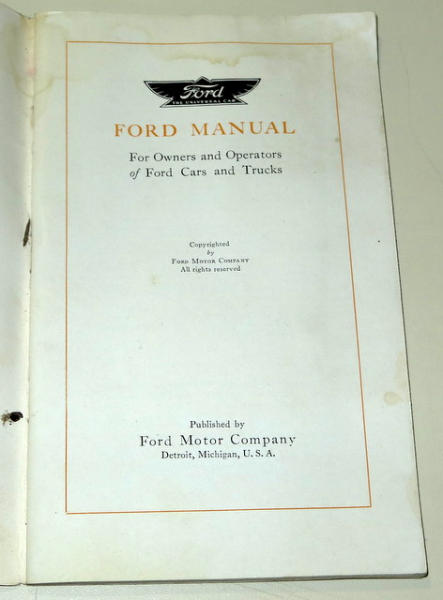 Ford
THE UNIVERSAL CAR
FORD MANUAL
For Owners and Operators
of Ford Cars and Trucks
Copyrighted
by
FORD MOTOR COMPANY
All rights reserved
Published by
Ford Motor Company
Detroit, Michigan, U. S. A.